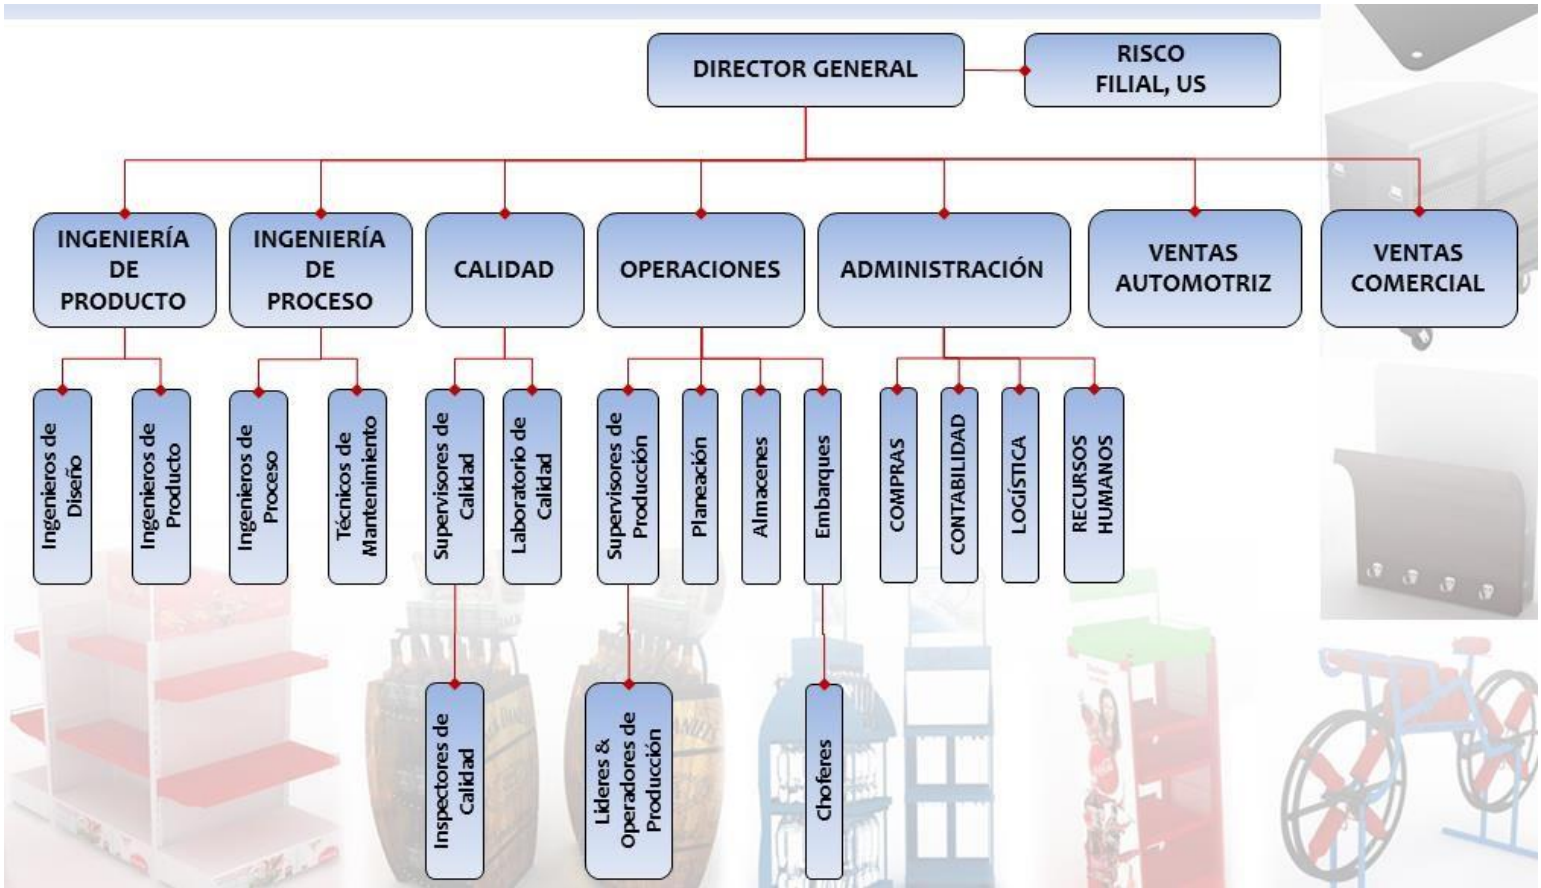 DIRECTOR GENERAL
RISCO
FILIAL, US
INGENIERÍA
DE
PRODUCTO
INGENIERÍA
DE
PROCESO
CALIDAD
OPERACIONES
ADMINISTRACIÓN
VENTAS
AUTOMOTRIZ
VENTAS
COMERCIAL
Ingenieros de
Diseño
Ingenieros de
Producto
Ingenieros de
Proceso
Técnicos de
Mantenimiento
Supervisores de
Calidad
Laboratorio de
Calidad
Supervisores de
Producción
Planeación
Almacenes
Embarques
COMPRAS
CONTABILIDAD
LOGÍSTICA
RECURSOS
HUMANOS
Inspectores de
Calidad
Lideres &
Operadores de
Producción
Choferes